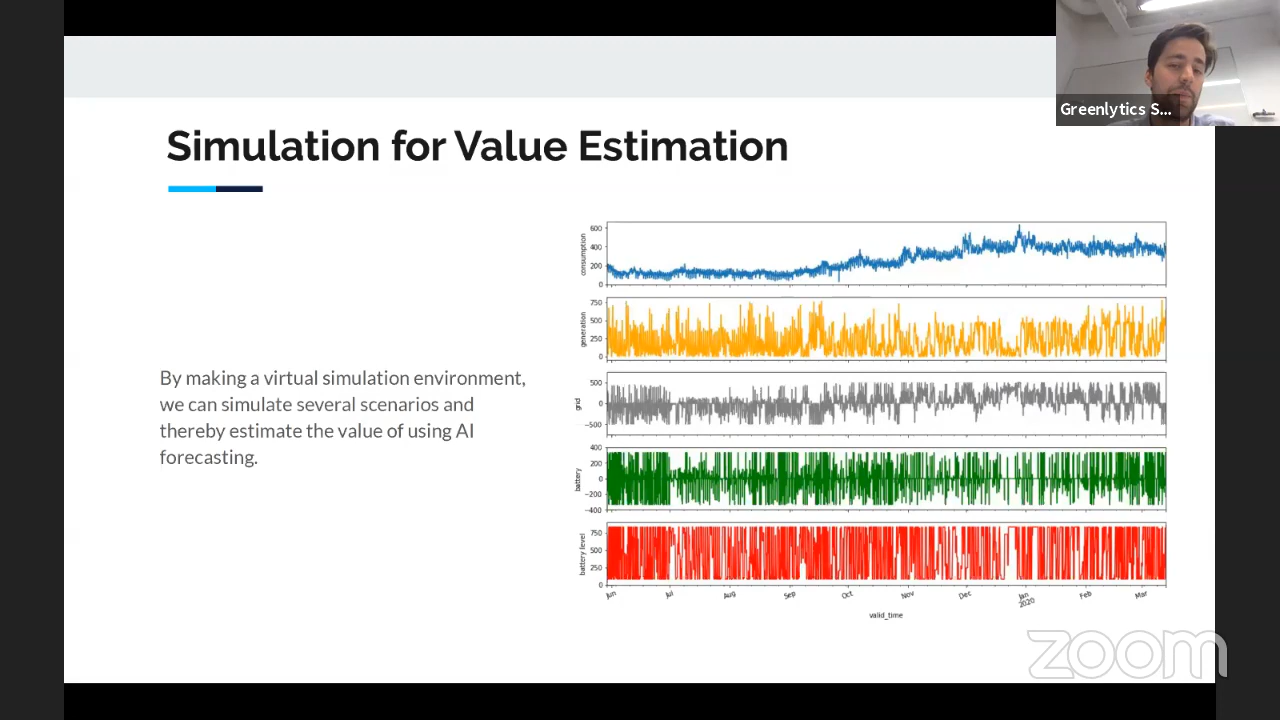 Greenlytics S...
Simulation for Value Estimation
By making a virtual simulation environment,
we can simulate several scenarios and
thereby estimate the value of using AI
forecasting.
600
400
200
0
consumption
750
500
250
0
generation
500
0
−500
grid
400
200
0
−200
−400
battery
750
500
250
0
battery level
Jun
Jul
Aug
Sep
Oct
Nov
Dec
Jan
2020
Feb
Mar
valid_time
zoom